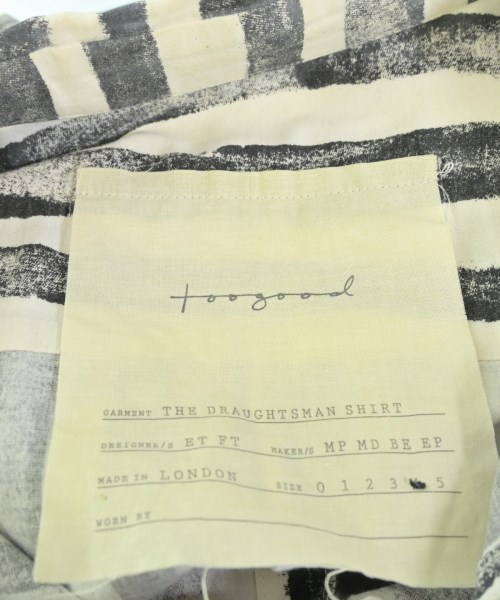 toogood
GARMENT THE DRAUGHTSMAN SHIRT
DESIGNER/S ET FT MAKER/S MP MD BE EP
MADE IN LONDON SIZE 0 1 2 3 5
WORN BY